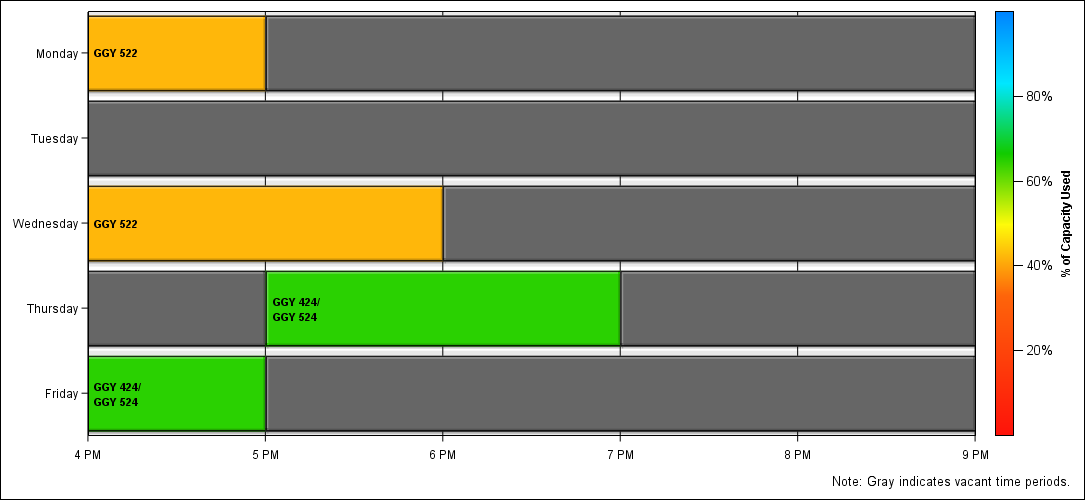 Monday
GGY 522
Tuesday
Wednesday
GGY 522
Thursday
GGY 424/
GGY 524
Friday
GGY 424/
GGY 524
4 PM
5 PM
6 PM
7 PM
8 PM
9 PM
80%
60%
40%
20%
% of Capacity Used
Note: Gray indicates vacant time periods.